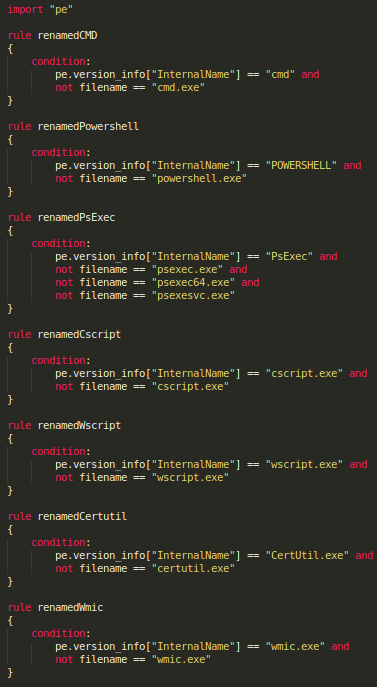 import "pe"
rule renamedCMD
{
condition:
pe.version_info["InternalName"] == "cmd" and
not filename == "cmd.exe"
}
rule renamedPowershell
{
condition:
pe.version_info["InternalName"] == "POWERSHELL" and
not filename == "powershell.exe"
}
rule renamedPsExec
{
condition:
pe.version_info["InternalName"] == "PsExec" and
not filename == "psexec.exe" and
not filename == "psexec64.exe" and
not filename == "psexesvc.exe"
}
rule renamedCscript
{
condition:
pe.version_info["InternalName"] == "cscript.exe" and
not filename == "cscript.exe"
}
rule renamedWscript
{
condition:
pe.version_info["InternalName"] == "wscript.exe" and
not filename == "wscript.exe"
}
rule renamedCertutil
{
condition:
pe.version_info["InternalName"] == "CertUtil.exe" and
not filename == "certutil.exe"
}
rule renamedWmic
{
condition:
pe.version_info["InternalName"] == "wmic.exe" and
not filename == "wmic.exe"
}